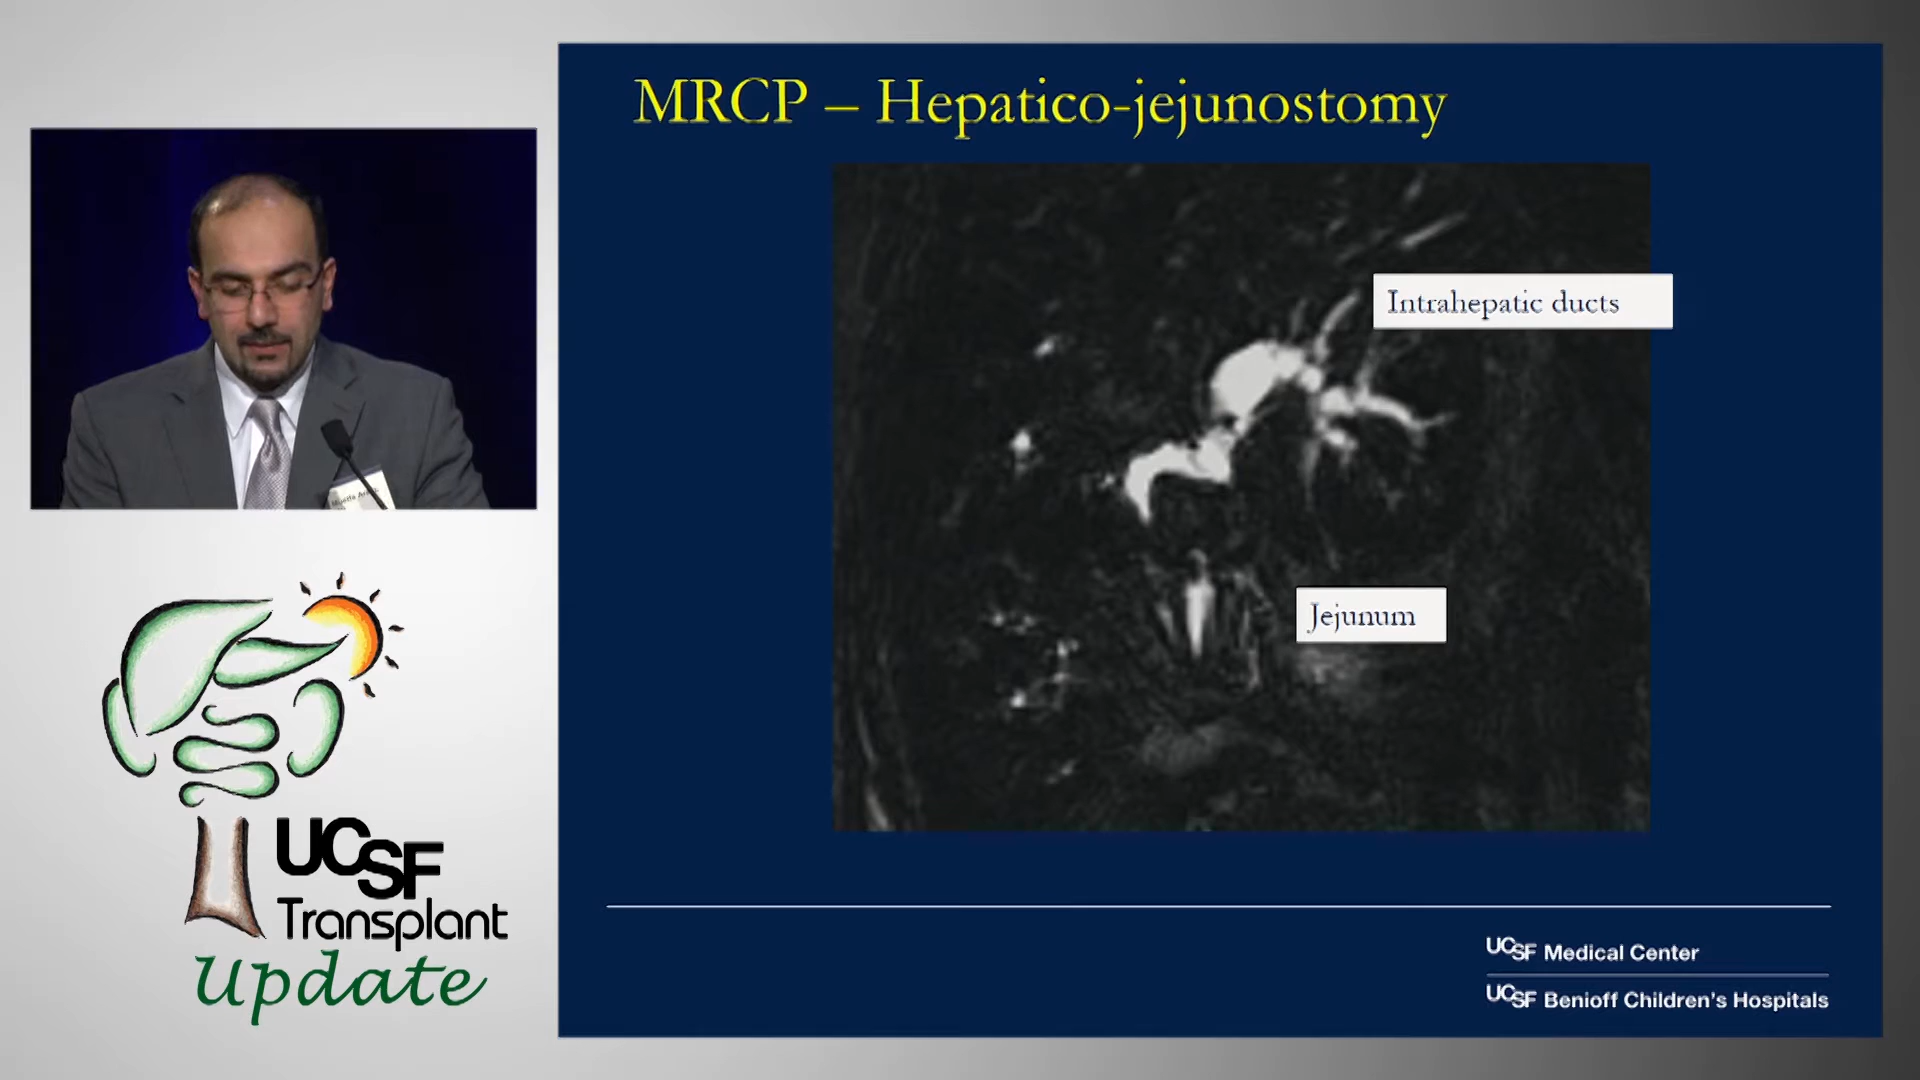 MRCP – Hepatico-jejunostomy
Intrahepatic ducts
Jejunum
UCSF
Transplant
Update
UCSF Medical Center
UCSF Benioff Children's Hospitals